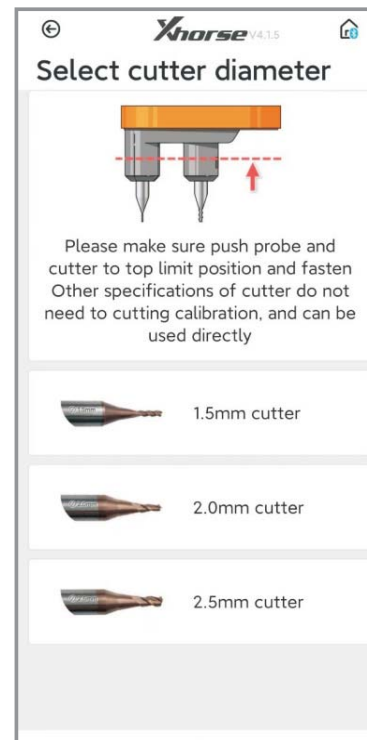 Xhorse V4.1.5
Select cutter diameter
Please make sure push probe and
cutter to top limit position and fasten
Other specifications of cutter do not
need to cutting calibration, and can be
used directly
1.5mm cutter
2.0mm cutter
2.5mm cutter